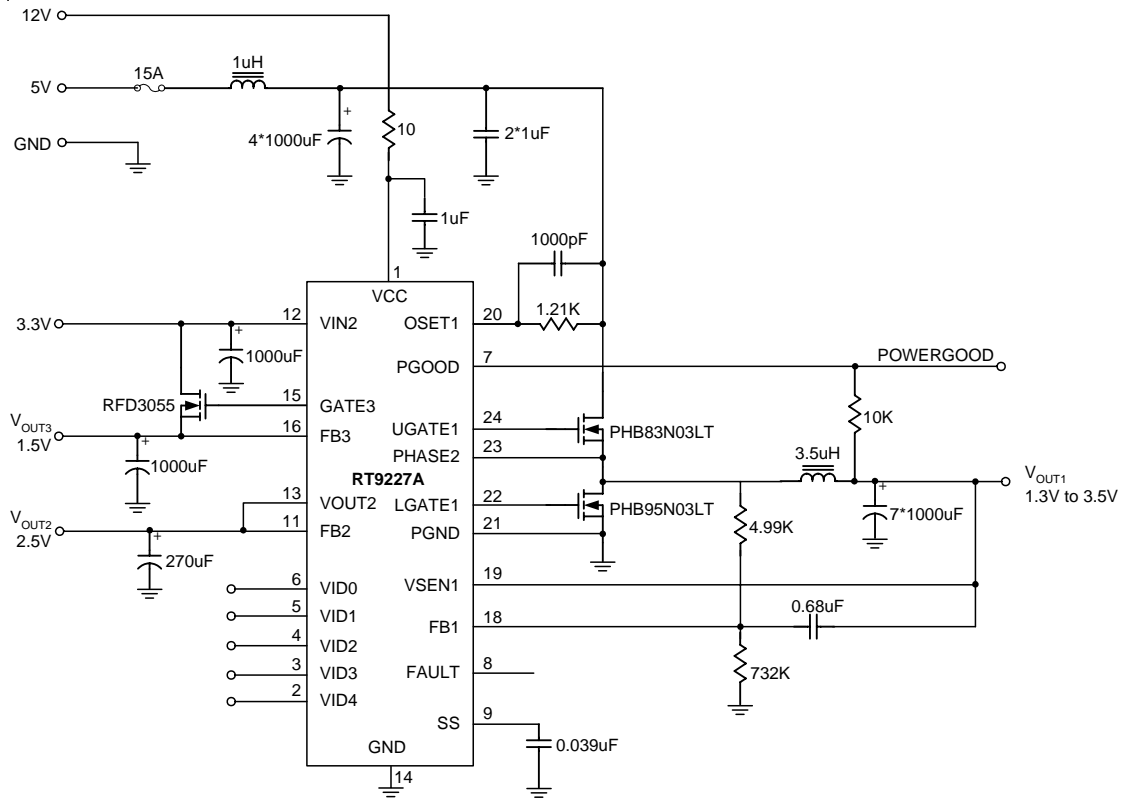 12V
5V
15A
1uH
GND
4*1000uF
10
2*1uF
1uF
1000pF
1
VCC
3.3V
12
VIN2
OSET1
20
1.21K
1000uF
PGOOD
7
POWERGOOD
RFD3055
15
GATE3
10K
VOUT3
1.5V
16
FB3
UGATE1
24
PHB83N03LT
PHASE2
23
3.5uH
1000uF
RT9227A
VOUT1
1.3V to 3.5V
13
VOUT2
LGATE1
22
PHB95N03LT
7*1000uF
VOUT2
2.5V
11
FB2
PGND
21
4.99K
270uF
6
VID0
VSEN1
19
5
VID1
0.68uF
4
VID2
FB1
18
3
VID3
FAULT
8
732K
2
VID4
SS
9
GND
0.039uF
14